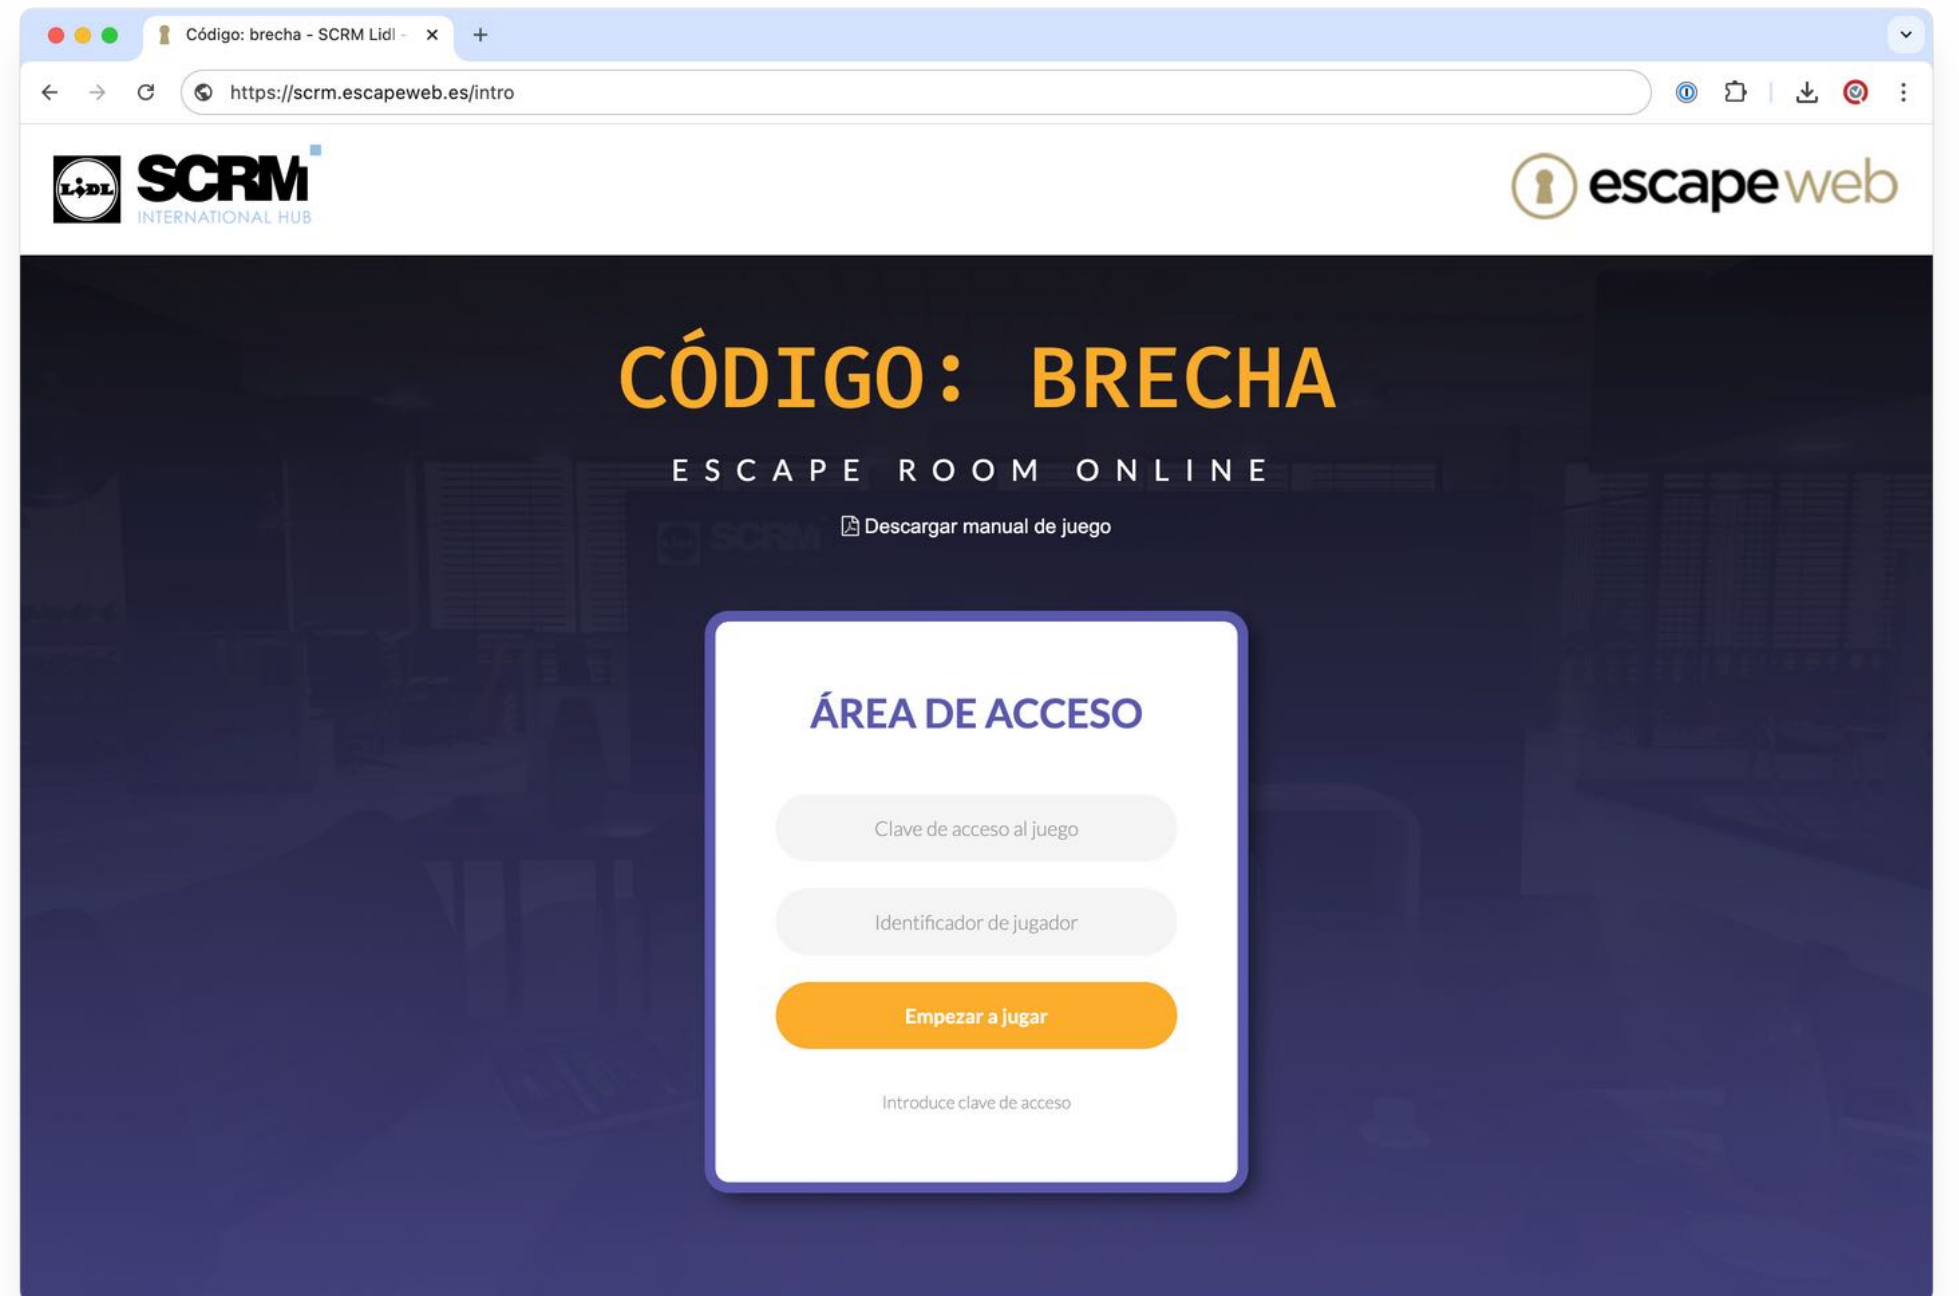 Código: brecha - SCRM Lidl -
https://scrm.escapeweb.es/intro
LIDL
SCRM
INTERNATIONAL HUB
escapeweb
CÓDIGO: BRECHA
ESCAPE ROOM ONLINE
Descargar manual de juego
SCRM
ÁREA DE ACCESO
Clave de acceso al juego
Identificador de jugador
Empezar a jugar
Introduce clave de acceso